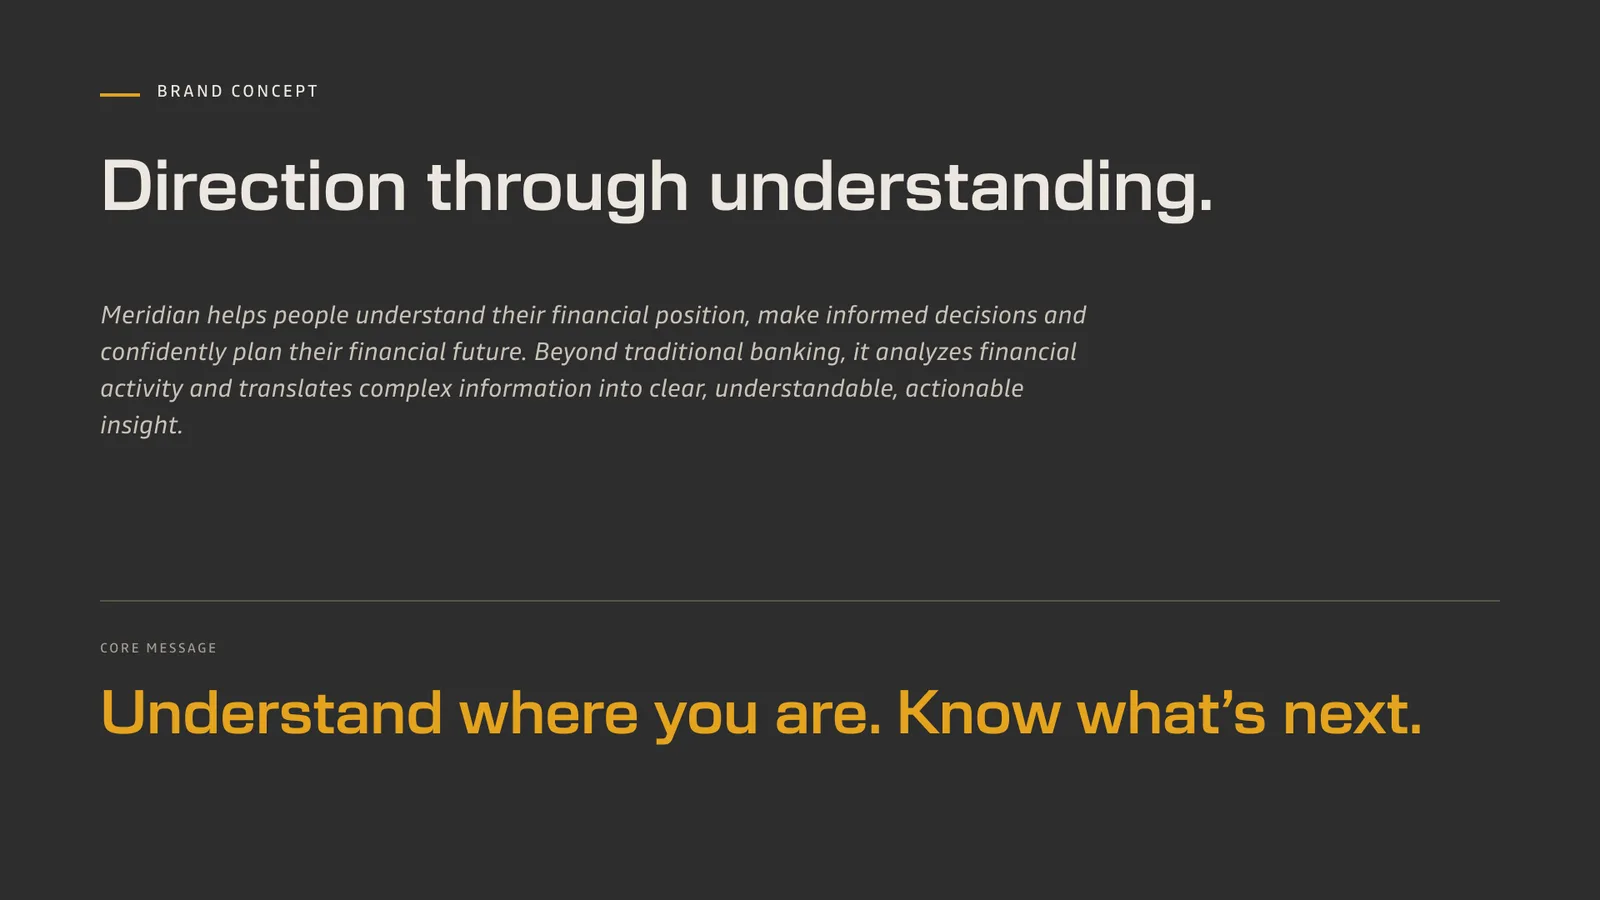 BRAND CONCEPT
Direction through understanding.
Meridian helps people understand their financial position, make informed decisions and
confidently plan their financial future. Beyond traditional banking, it analyzes financial
activity and translates complex information into clear, understandable, actionable
insight.
CORE MESSAGE
Understand where you are. Know what’s next.